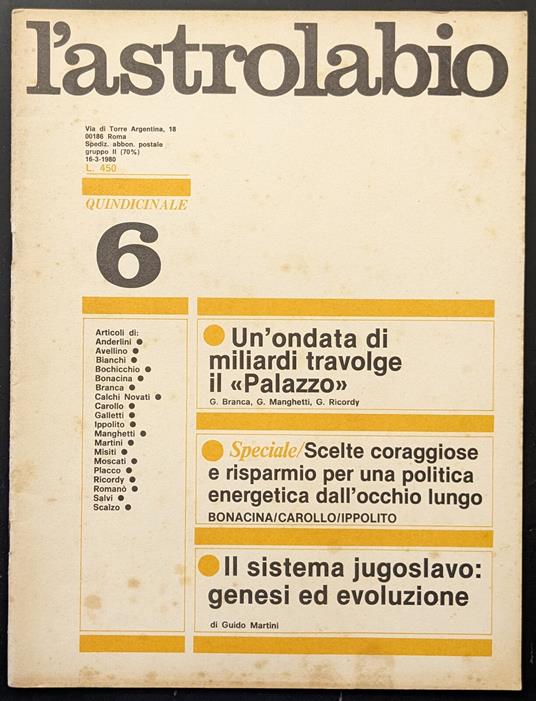 l'astrolabio
Via di Torre Argentina, 18
00186 Roma
Spediz. abbon. postale
gruppo II (70%)
16-3-1980
L. 450
QUINDICINALE
6
Articoli di:
Anderlini ●
Avellino ●
Bianchi ●
Bochicchio ●
Bonacina ●
Branca ●
Calchi Novati ●
Carollo ●
Galletti ●
Ippolito ●
Manghetti ●
Martini ●
Misiti ●
Moscati ●
Placco ●
Ricordy ●
Romanò ●
Salvi ●
Scalzo ●
● Un'ondata di
miliardi travolge
il «Palazzo»
G. Branca, G. Manghetti, G. Ricordy
● Speciale/Scelte coraggiose
e risparmio per una politica
energetica dall'occhio lungo
BONACINA/CAROLLO/IPPOLITO
● Il sistema jugoslavo:
genesi ed evoluzione
di Guido Martini